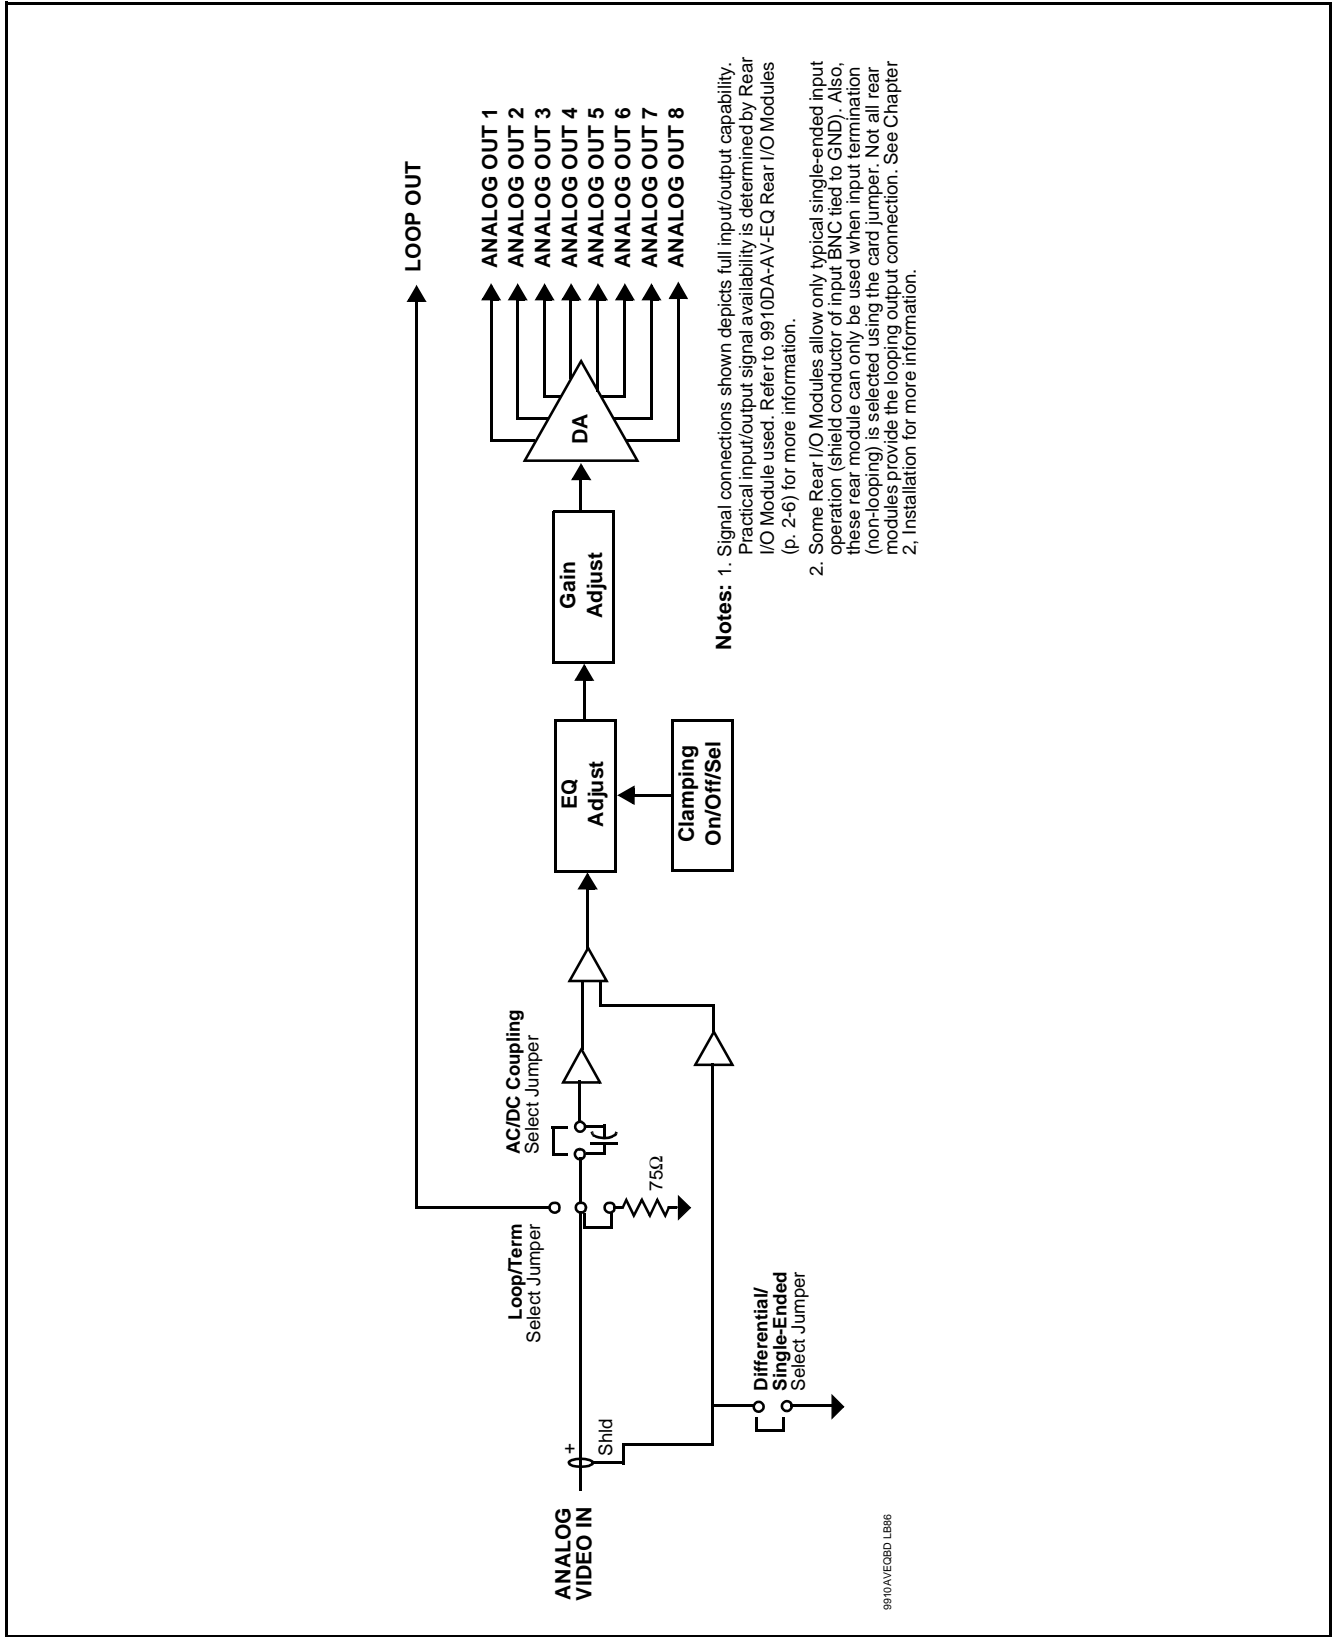 LOOP OUT
ANALOG OUT 1
ANALOG OUT 2
ANALOG OUT 3
ANALOG OUT 4
ANALOG OUT 5
ANALOG OUT 6
ANALOG OUT 7
ANALOG OUT 8
ANALOG
VIDEO IN
+
Shld
Loop/Term
Select Jumper
75Ω
AC/DC Coupling
Select Jumper
Differential/
Single-Ended
Select Jumper
EQ
Adjust
Clamping
On/Off/Sel
Gain
Adjust
DA
Notes: 1. Signal connections shown depicts full input/output capability.
Practical input/output signal availability is determined by Rear
I/O Module used. Refer to 9910DA-AV-EQ Rear I/O Modules
(p. 2-6) for more information.
2. Some Rear I/O Modules allow only typical single-ended input
operation (shield conductor of input BNC tied to GND). Also,
these rear module can only be used when input termination
(non-looping) is selected using the card jumper. Not all rear
modules provide the looping output connection. See Chapter
2, Installation for more information.
9910AVEQBD LB86